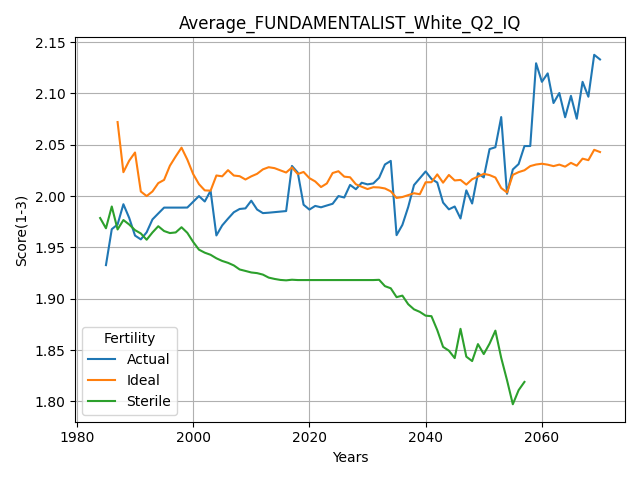 Average_FUNDAMENTALIST_White_Q2_IQ
2.15
2.10
2.05
2.00
1.95
1.90
1.85
1.80
Score(1-3)
Fertility
Actual
Ideal
Sterile
1980
2000
2020
2040
2060
Years